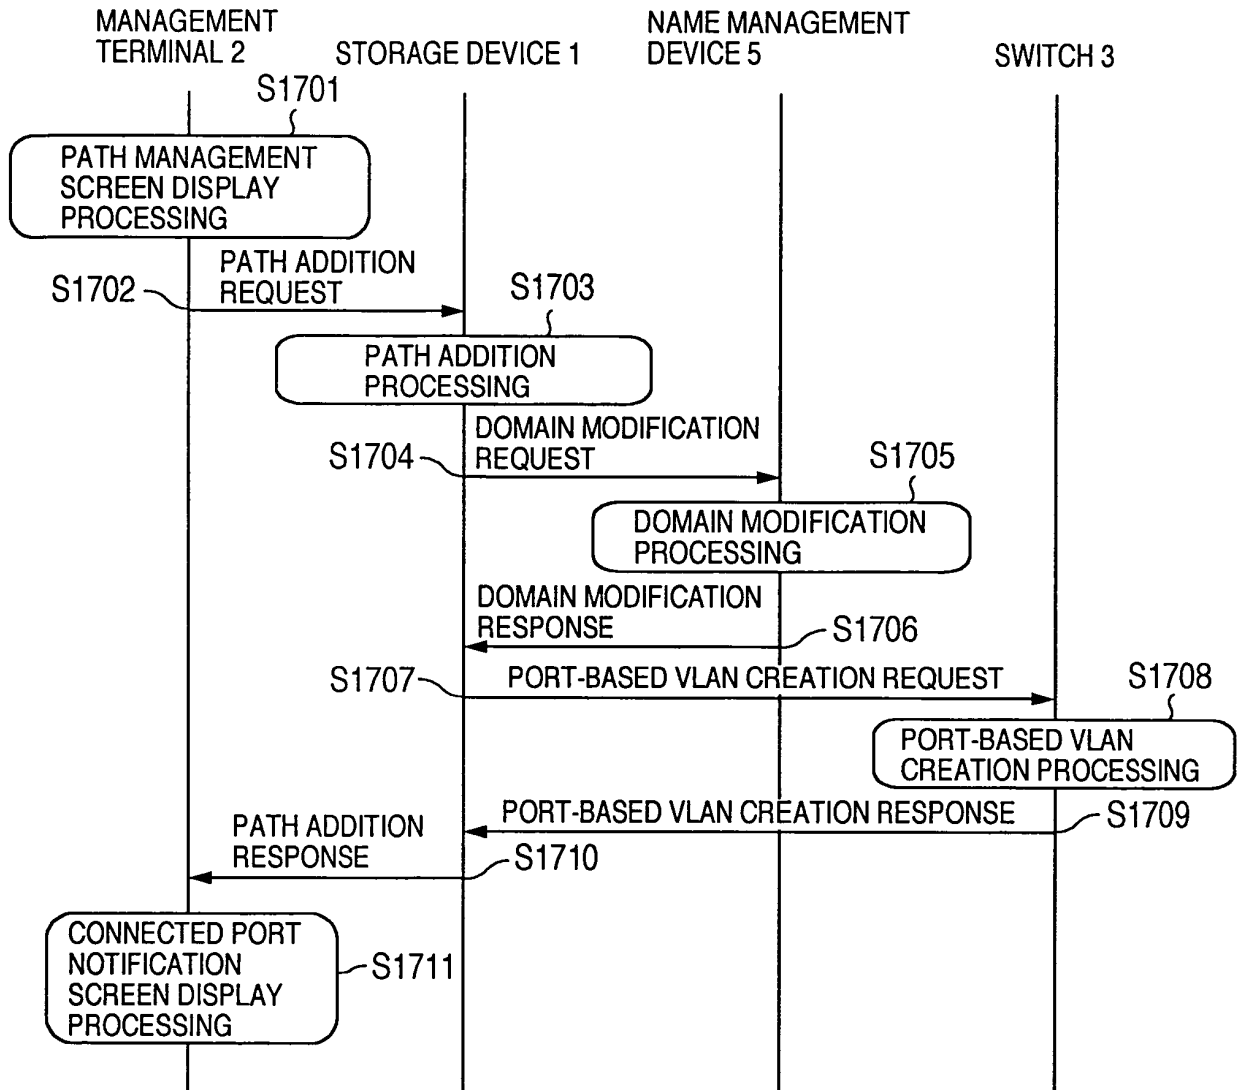 MANAGEMENT
TERMINAL 2
STORAGE DEVICE 1
NAME MANAGEMENT
DEVICE 5
SWITCH 3
S1701
PATH MANAGEMENT
SCREEN DISPLAY
PROCESSING
S1702
PATH ADDITION
REQUEST
S1703
PATH ADDITION
PROCESSING
S1704
DOMAIN MODIFICATION
REQUEST
S1705
DOMAIN MODIFICATION
PROCESSING
DOMAIN MODIFICATION
RESPONSE
S1706
S1707
PORT-BASED VLAN CREATION REQUEST
S1708
PORT-BASED VLAN
CREATION PROCESSING
PORT-BASED VLAN CREATION RESPONSE
S1709
PATH ADDITION
RESPONSE
S1710
CONNECTED PORT
NOTIFICATION
SCREEN DISPLAY
PROCESSING
S1711